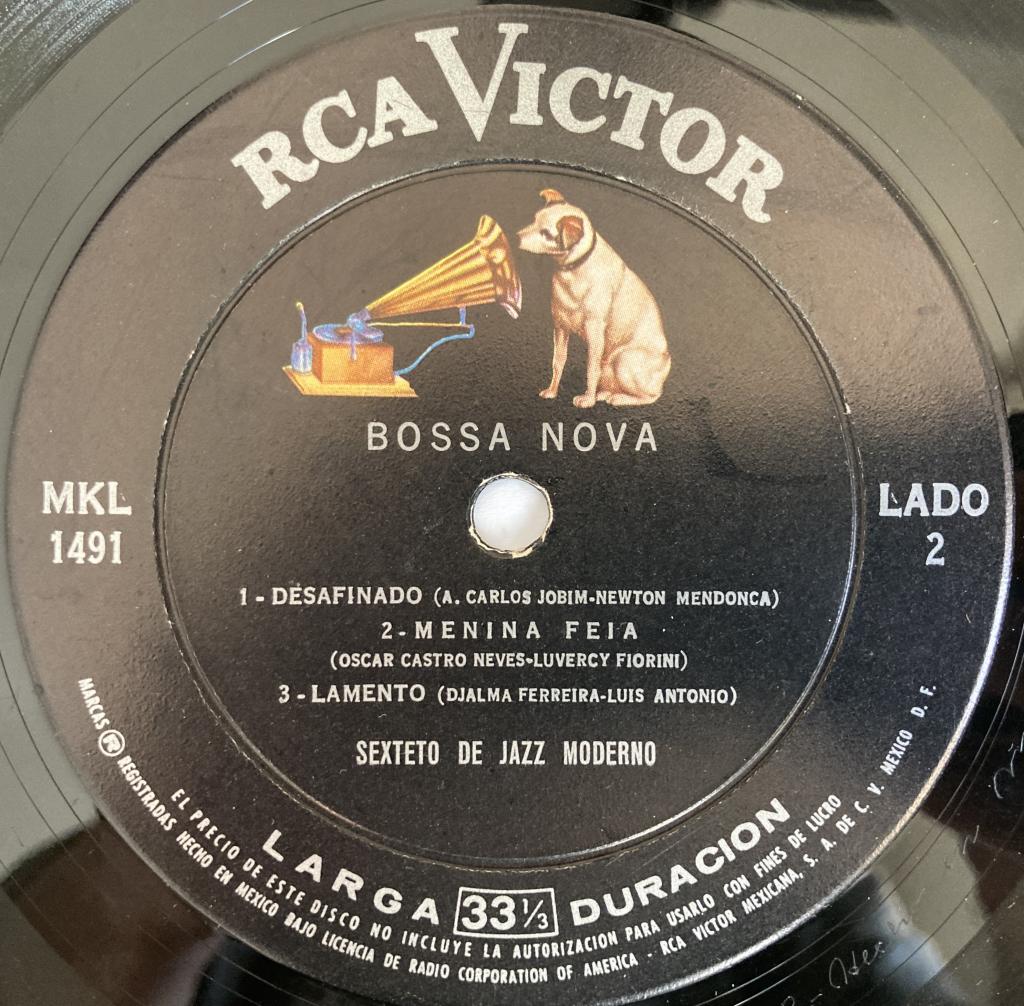 RCA VICTOR
BOSSA NOVA
MKL
1491
LADO
2
1 - DESAFINADO (A. CARLOS JOBIM-NEWTON MENDONCA)
2 - MENINA FEIA
(OSCAR CASTRO NEVES-LUVERCY FIORINI)
3 - LAMENTO (DJALMA FERREIRA-LUIS ANTONIO)
SEXTETO DE JAZZ MODERNO
LARGA 33 1/3 DURACION
EL PRECIO DE ESTE DISCO NO INCLUYE LA AUTORIZACION PARA USARLO CON FINES DE LUCRO
MARCAS ® REGISTRADAS HECHO EN MEXICO BAJO LICENCIA DE RADIO CORPORATION OF AMERICA - RCA VICTOR MEXICANA, S. A. DE C. V. MEXICO D. F.